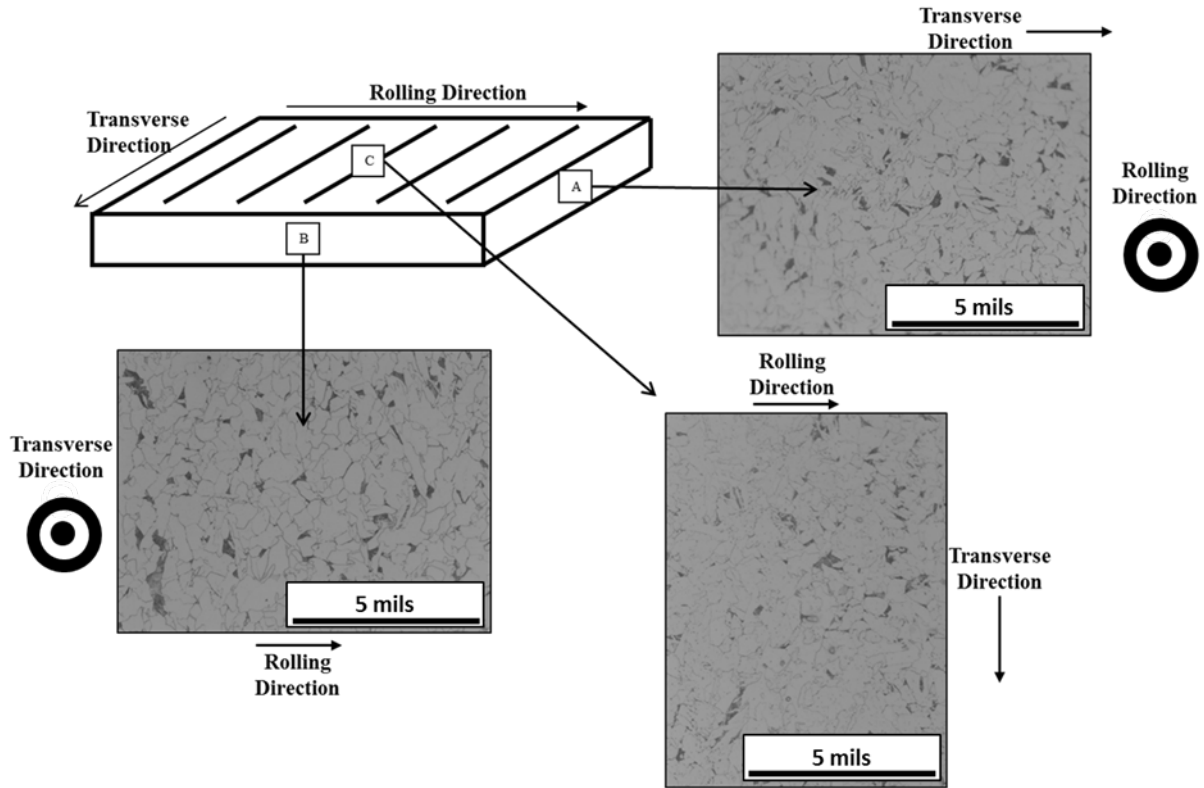 Transverse
Direction
Rolling Direction
Transverse
Direction
C
A
B
Rolling
Direction
5 mils
Rolling
Direction
Transverse
Direction
5 mils
Rolling
Direction
Transverse
Direction
5 mils